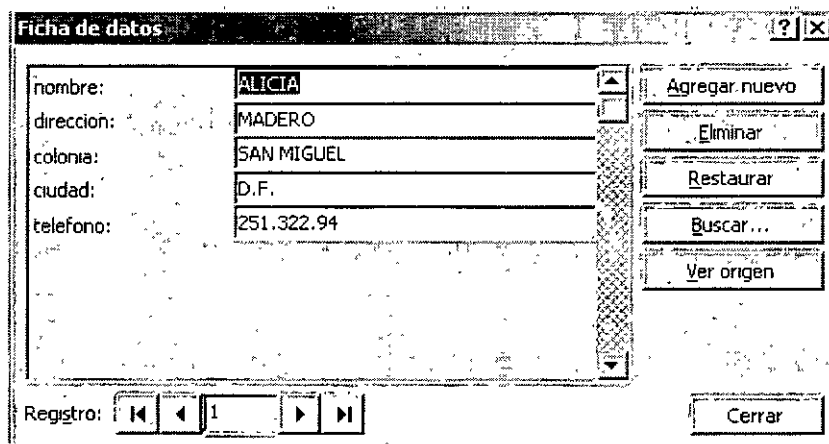 Ficha de datos
nombre: ALICIA
direccion: MADERO
colonia: SAN MIGUEL
ciudad: D.F.
telefono: 251.322.94
Agregar nuevo
Eliminar
Restaurar
Buscar...
Ver origen
Registro: 1
Cerrar